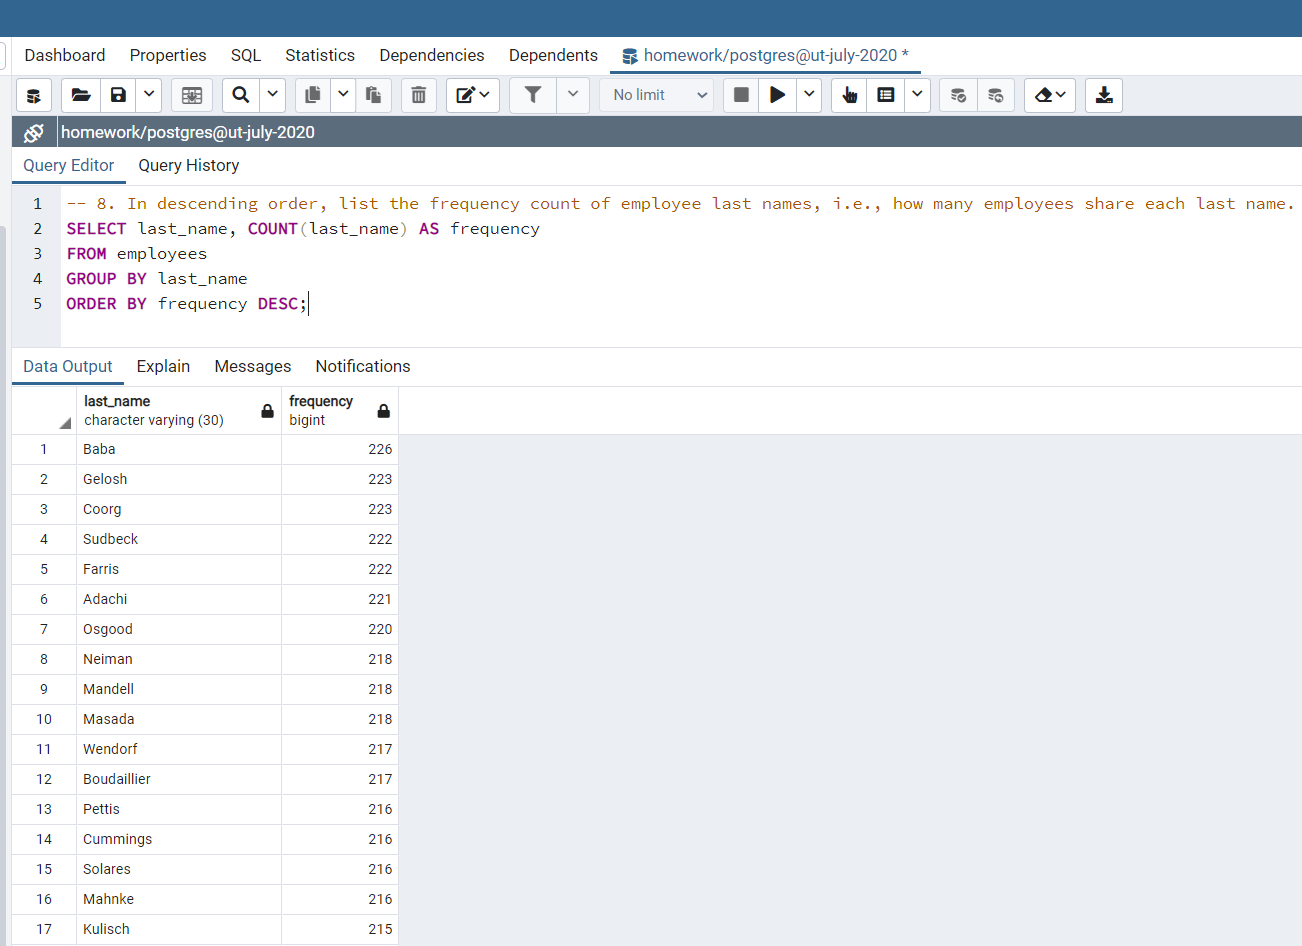 Dashboard Properties SQL Statistics Dependencies Dependents homework/postgres@ut-july-2020 *
No limit
homework/postgres@ut-july-2020
Query Editor Query History
1 -- 8. In descending order, list the frequency count of employee last names, i.e., how many employees share each last name.
2 SELECT last_name, COUNT(last_name) AS frequency
3 FROM employees
4 GROUP BY last_name
5 ORDER BY frequency DESC;
Data Output Explain Messages Notifications
last_name frequency
character varying (30) bigint
1 Baba 226
2 Gelosh 223
3 Coorg 223
4 Sudbeck 222
5 Farris 222
6 Adachi 221
7 Osgood 220
8 Neiman 218
9 Mandell 218
10 Masada 218
11 Wendorf 217
12 Boudaillier 217
13 Pettis 216
14 Cummings 216
15 Solares 216
16 Mahnke 216
17 Kulisch 215